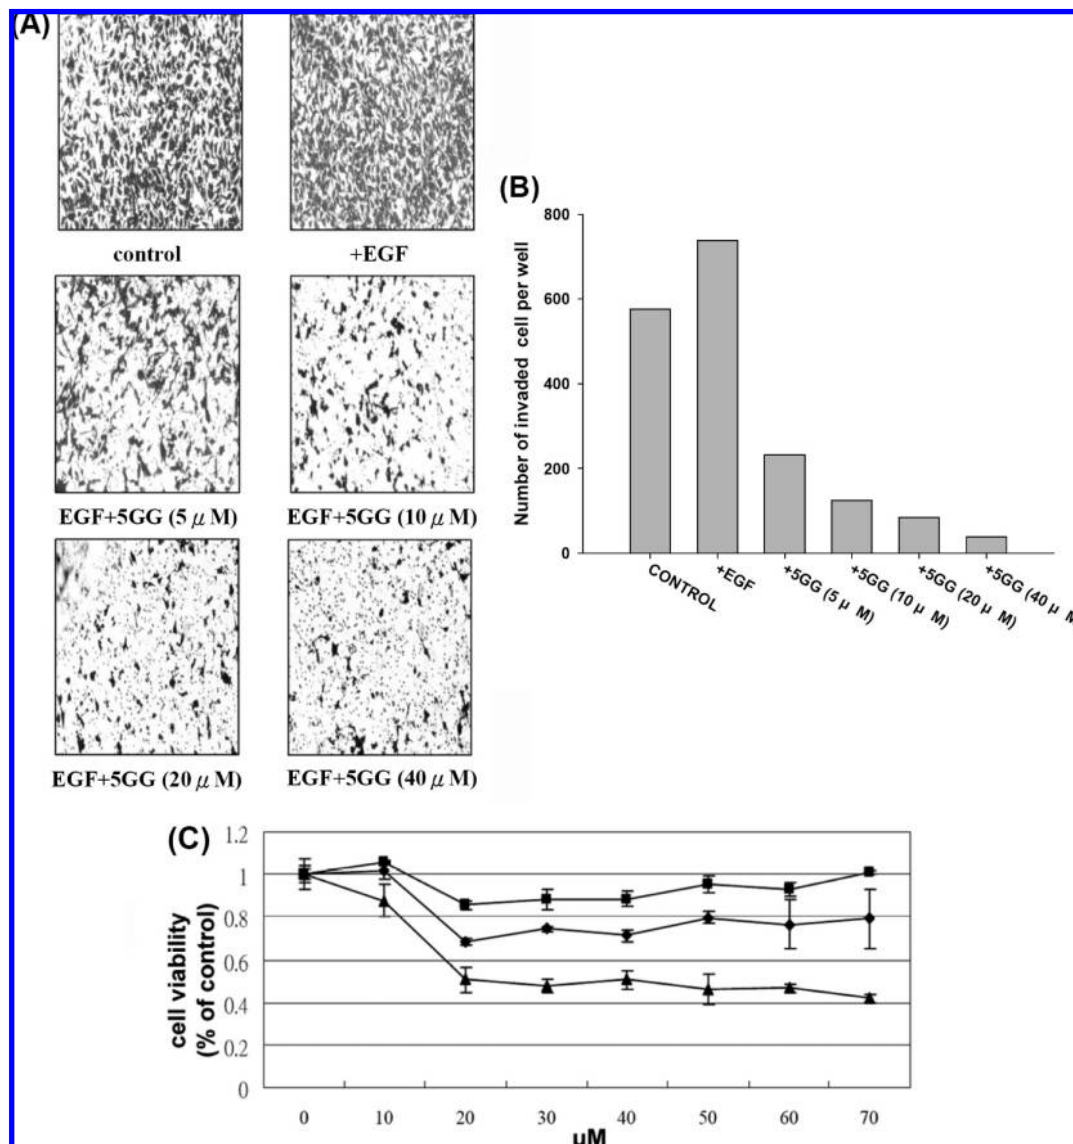 (A)
control
+EGF
EGF+5GG (5 μ M)
EGF+5GG (10 μ M)
EGF+5GG (20 μ M)
EGF+5GG (40 μ M)
(B)
Number of invaded cell per well
800
600
400
200
0
CONTROL
+EGF
+5GG (5 μ M)
+5GG (10 μ M)
+5GG (20 μ M)
+5GG (40 μ M
(C)
cell viability
(% of control)
1.2
1
0.8
0.6
0.4
0.2
0
0 10 20 30 40 50 60 70
μM